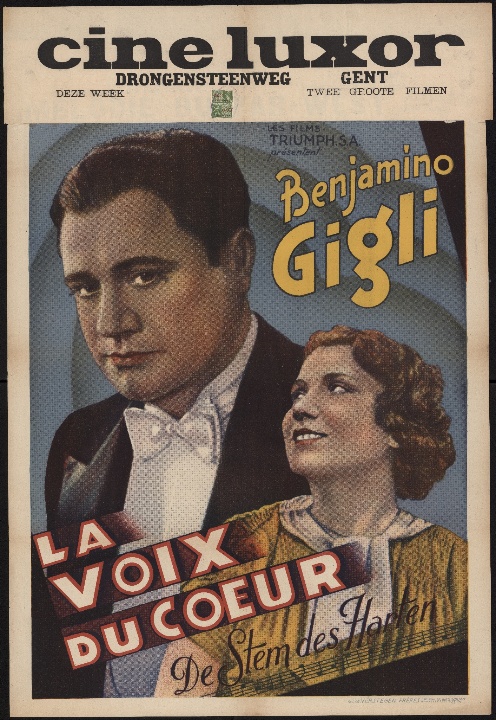 cine luxor
DRONGENSTEENWEG GENT
DEZE WEEK TWEE GROOTE FILMEN
LES FILMS
TRIUMPH.S.A.
présentent
Benjamino
Gigli
LA
VOIX
DU COEUR
De Stem des Harten